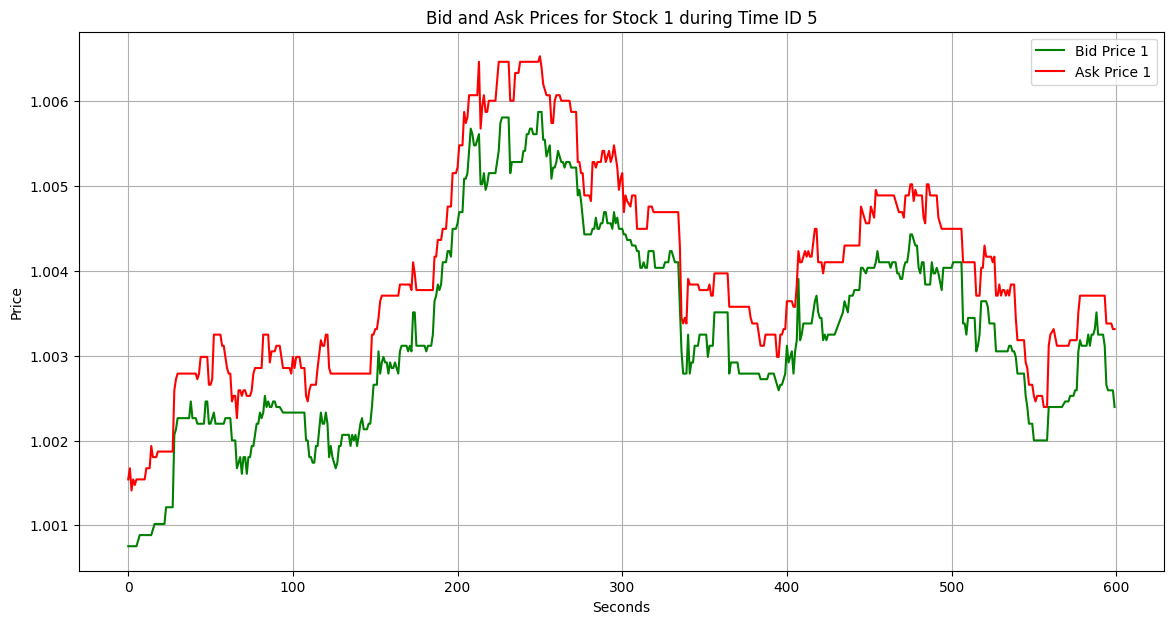 Bid and Ask Prices for Stock 1 during Time ID 5
Bid Price 1
Ask Price 1
Price
1.006
1.005
1.004
1.003
1.002
1.001
0 100 200 300 400 500 600
Seconds